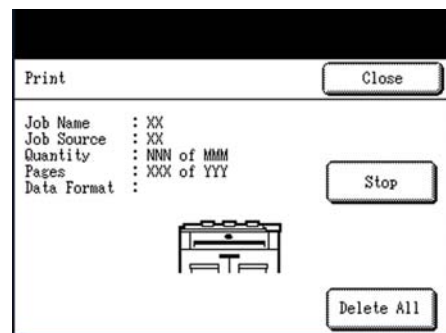 Print
Close
Job Name : XX
Job Source : XX
Quantity : NNN of MMM
Pages : XXX of YYY
Data Format :
Stop
Delete All